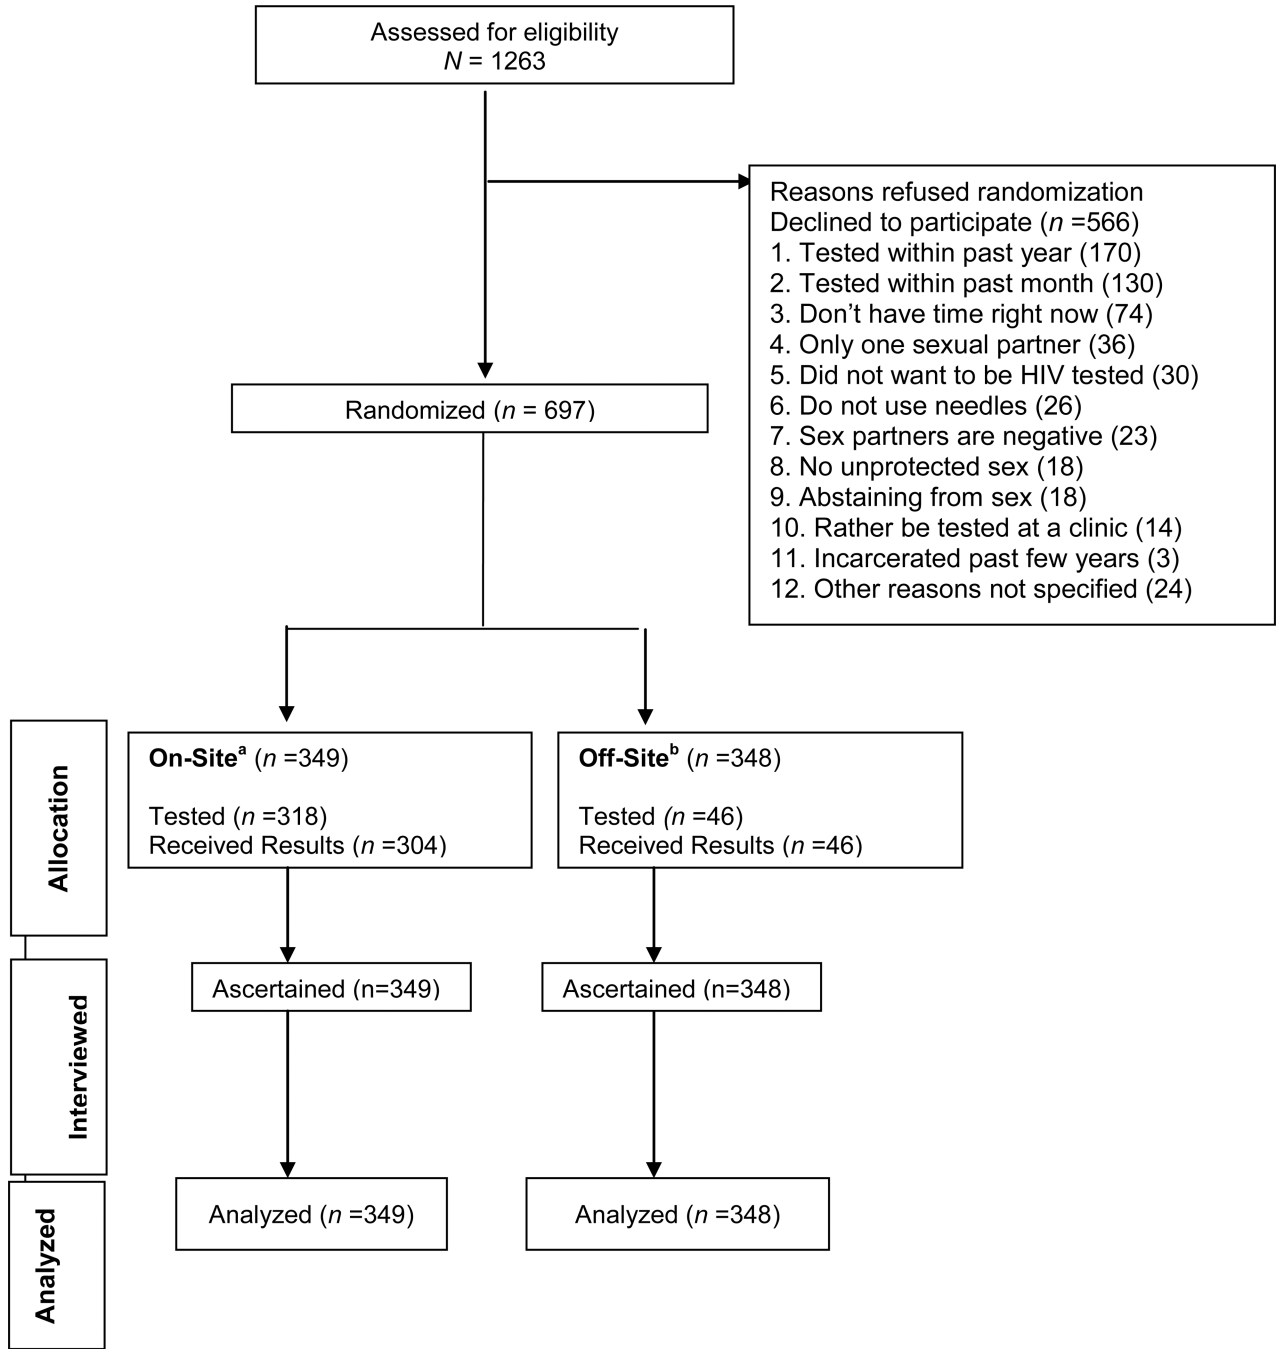 Assessed for eligibility
N = 1263
Reasons refused randomization
Declined to participate (n =566)
1. Tested within past year (170)
2. Tested within past month (130)
3. Don’t have time right now (74)
4. Only one sexual partner (36)
5. Did not want to be HIV tested (30)
6. Do not use needles (26)
7. Sex partners are negative (23)
8. No unprotected sex (18)
9. Abstaining from sex (18)
10. Rather be tested at a clinic (14)
11. Incarcerated past few years (3)
12. Other reasons not specified (24)
Randomized (n = 697)
Allocation
On-Siteᵃ (n =349)
Tested (n =318)
Received Results (n =304)
Off-Siteᵇ (n =348)
Tested (n =46)
Received Results (n =46)
Interviewed
Ascertained (n=349)
Ascertained (n=348)
Analyzed
Analyzed (n =349)
Analyzed (n =348)